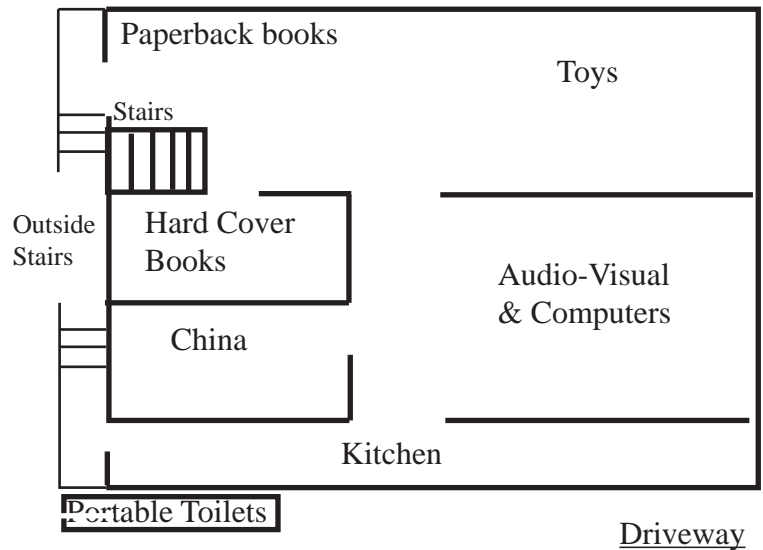 Paperback books
Toys
Stairs
Outside
Stairs
Hard Cover
Books
Audio-Visual
& Computers
China
Kitchen
Portable Toilets
Driveway